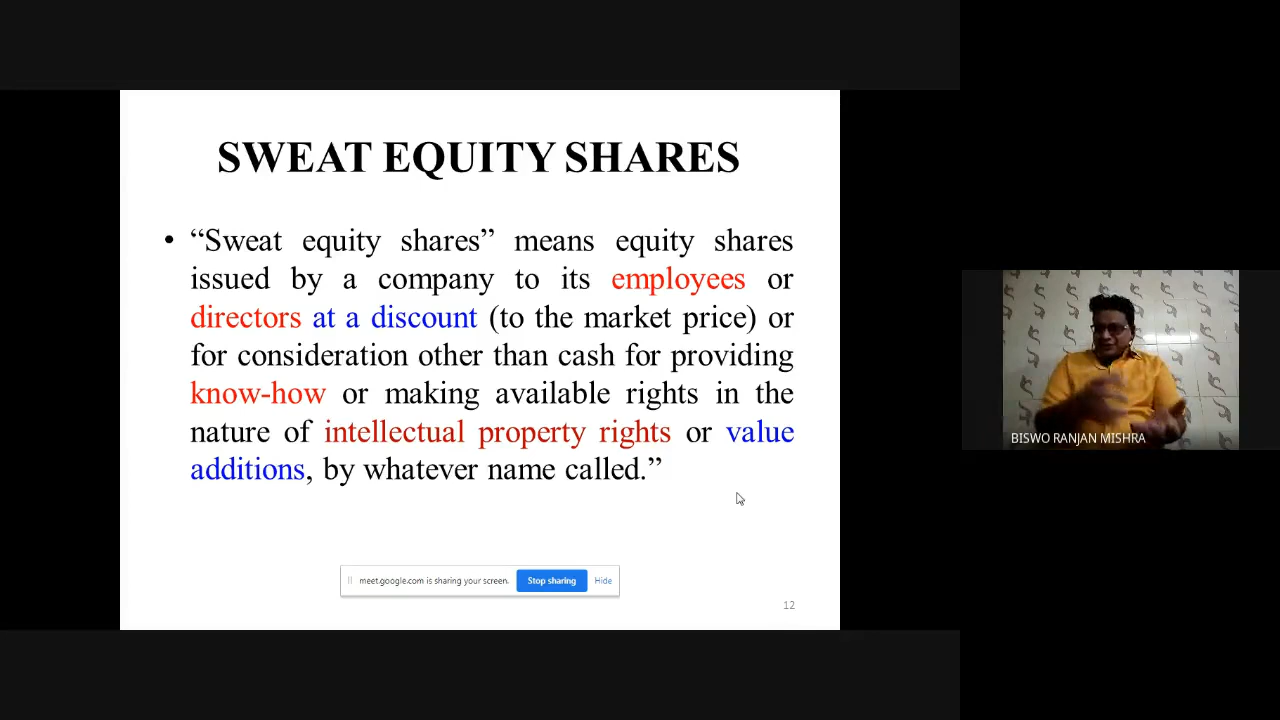 SWEAT EQUITY SHARES
• “Sweat equity shares” means equity shares
issued by a company to its employees or
directors at a discount (to the market price) or
for consideration other than cash for providing
know-how or making available rights in the
nature of intellectual property rights or value
additions, by whatever name called.”
meet.google.com is sharing your screen. Stop sharing Hide
12
BISWO RANJAN MISHRA